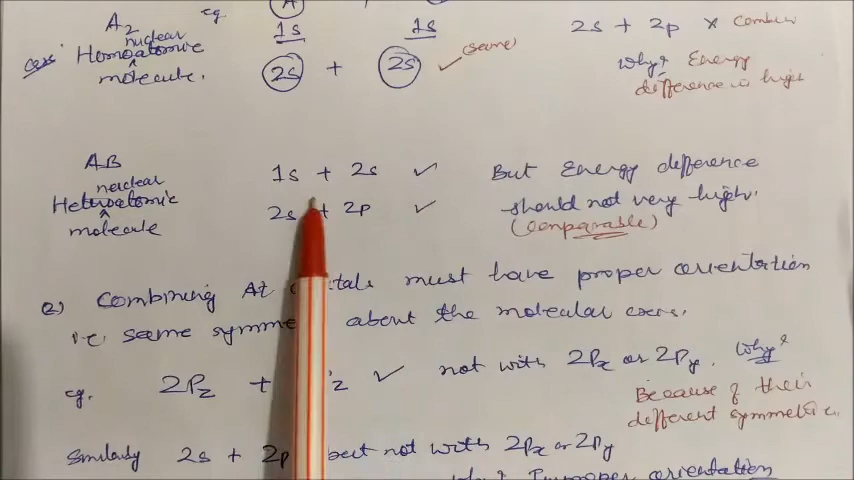 A
A2 eg 1s 1s 2s + 2p × Combine
case: Homoatomic nuclear molecule. 2s + 2s ✓ (same) Why? Energy
difference is high
AB
nuclear 1s + 2s ✓ But Energy difference
Heteroatomic 2s + 2p ✓ should not very high.
molecule (comparable)
2) Combining At must have proper orientation
i.e. same about the molecular axis.
eg. 2Pz + z ✓ not with 2Px or 2Py. Why?
Because of their
different symmetries.
Similarly 2s + 2p but not with 2Px or 2Py
Why? Improper orientation